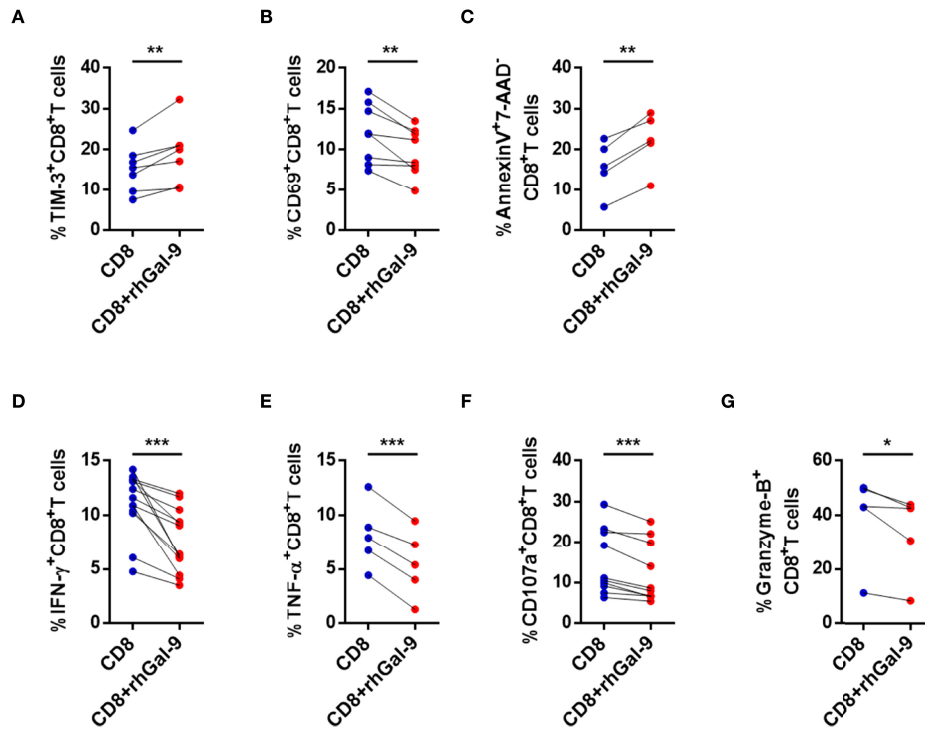 A
B
C
**
**
**
% TIM-3⁺CD8⁺T cells
40
30
20
10
0
CD8
CD8+rhGal-9
% CD69⁺CD8⁺T cells
20
15
10
5
0
CD8
CD8+rhGal-9
% AnnexinV⁺7-AAD⁻
CD8⁺T cells
40
30
20
10
0
CD8
CD8+rhGal-9
D
E
F
G
***
***
***
*
% IFN-γ⁺CD8⁺T cells
15
10
5
0
CD8
CD8+rhGal-9
% TNF-α⁺CD8⁺T cells
15
10
5
0
CD8
CD8+rhGal-9
% CD107a⁺CD8⁺T cells
40
30
20
10
0
CD8
CD8+rhGal-9
% Granzyme-B⁺
CD8⁺T cells
60
40
20
0
CD8
CD8+rhGal-9